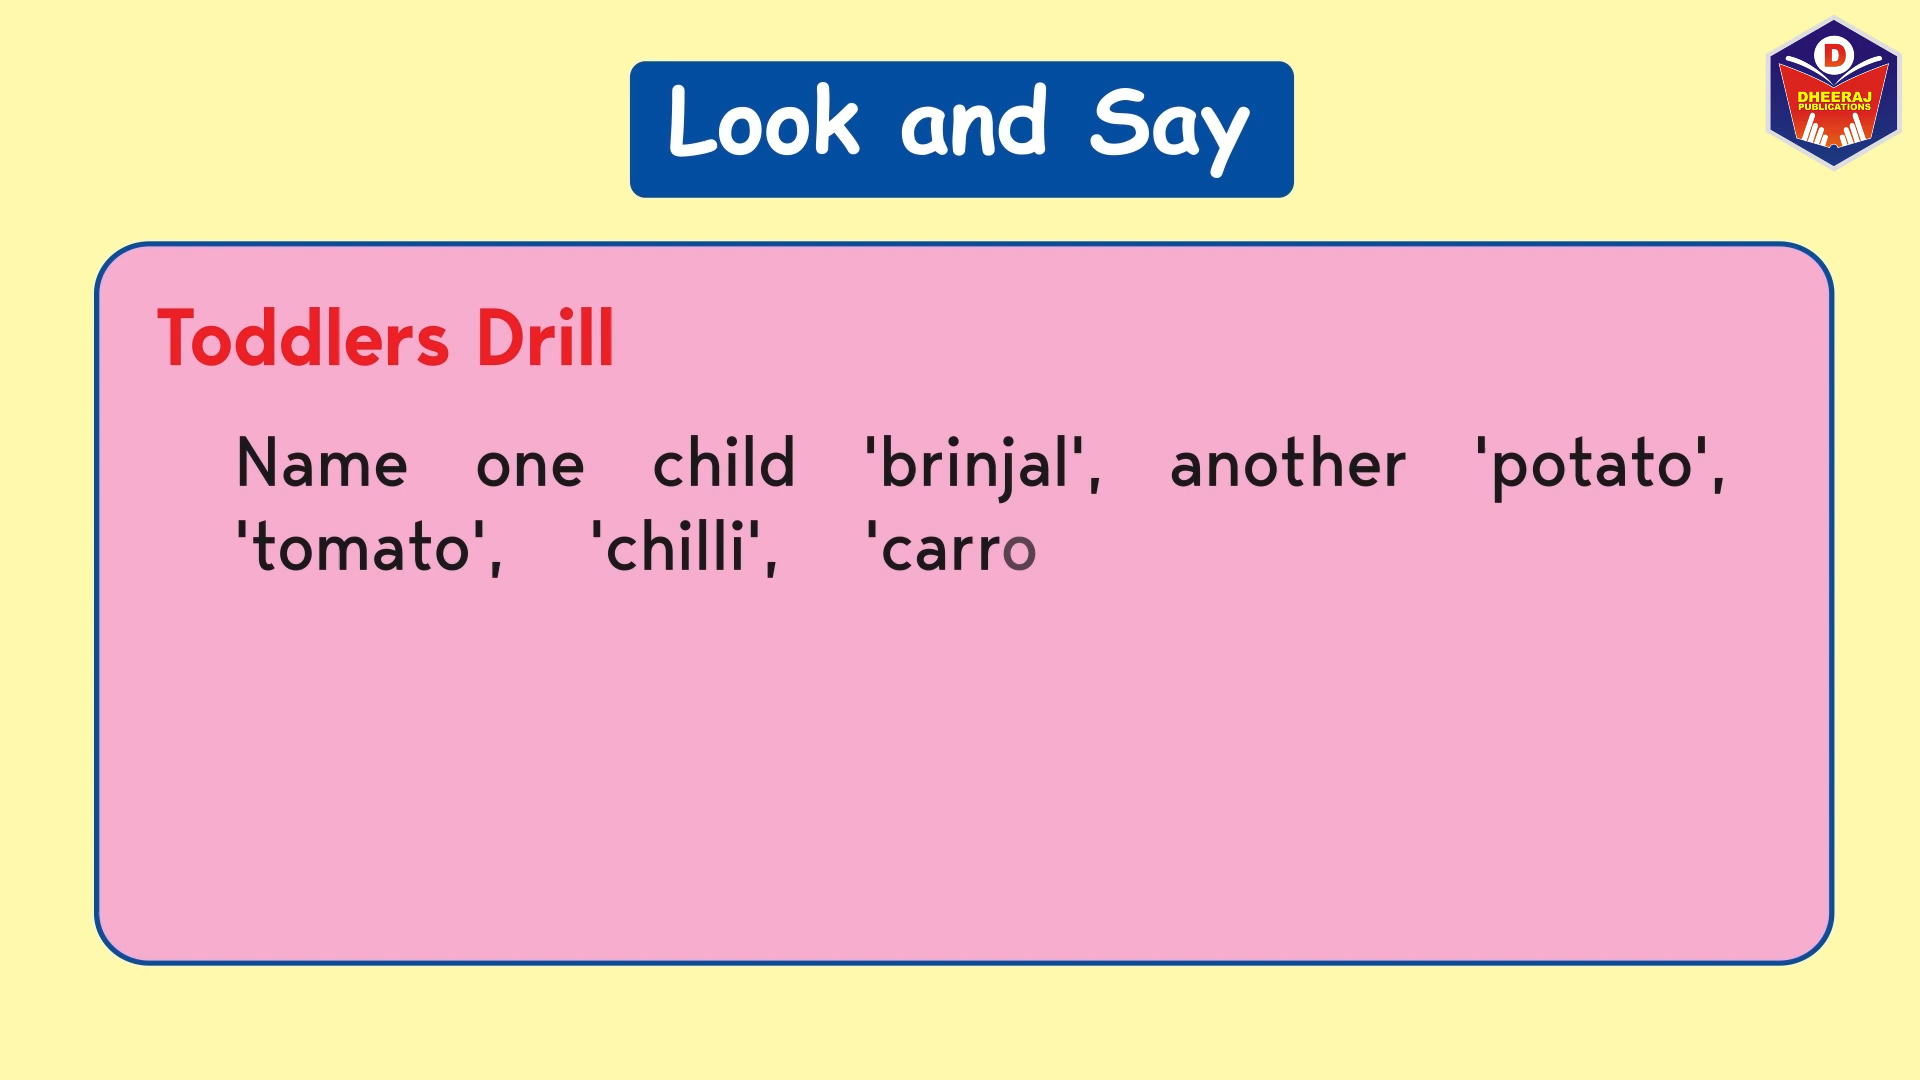 Look and Say
D
DHEERAJ
PUBLICATIONS
Toddlers Drill
Name one child 'brinjal', another 'potato',
'tomato', 'chilli', 'carro